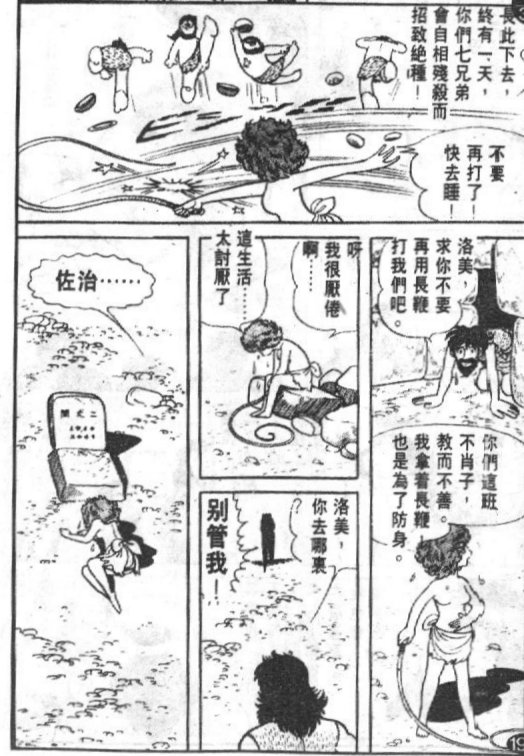 長此下去，
終有一天，
你們七兄弟
會自相殘殺而
招致絕種！
不要
再打了！
快去睡！
洛美，
求你不要
再用長鞭
打我們吧。
你們這班
不肖子，
教而不善。
我拿着長鞭
也是為了防身。
呀
我很厭倦
啊……
這生活……
太討厭了
洛美，
你去哪裏
？
別管我！
佐治……